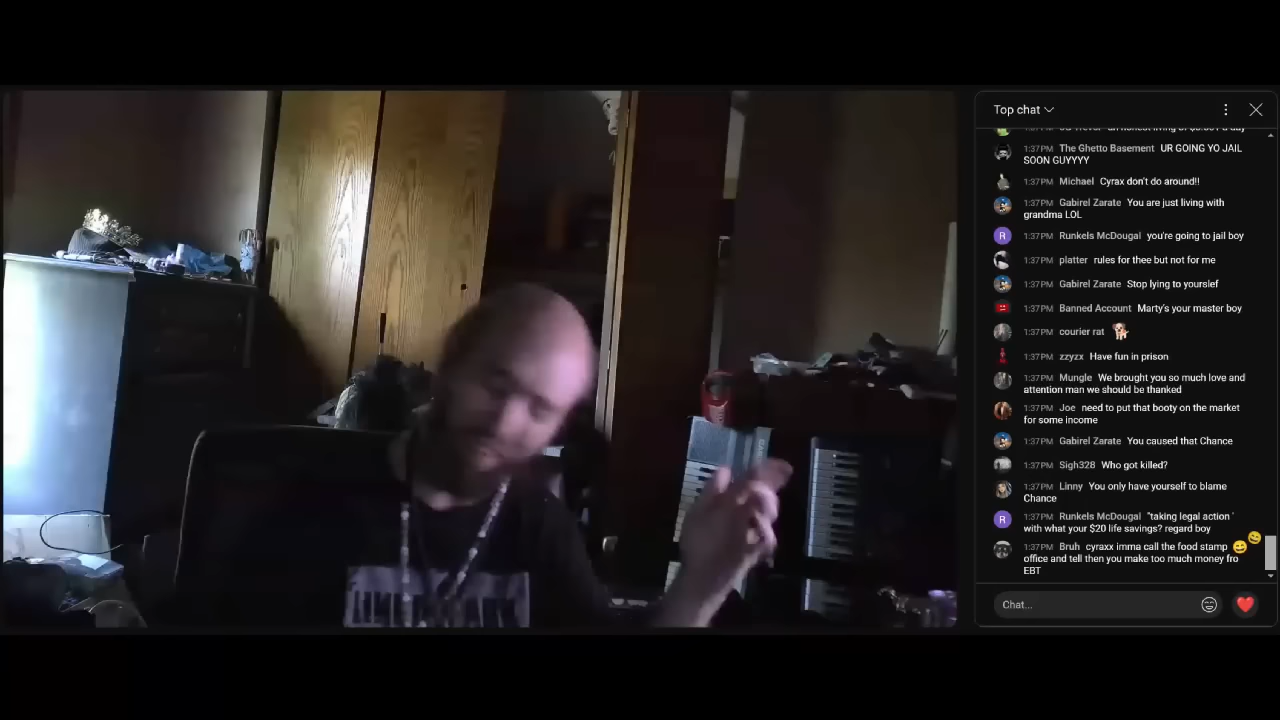 Top chat
1:37PM The Ghetto Basement UR GOING YO JAIL
SOON GUYYYY
1:37PM Michael Cyrax don't do around!!
1:37PM Gabirel Zarate You are just living with
grandma LOL
R 1:37PM Runkels McDougal you're going to jail boy
1:37PM platter rules for thee but not for me
1:37PM Gabirel Zarate Stop lying to yourslef
1:37PM Banned Account Marty's your master boy
1:37PM courier rat
1:37PM zzyzx Have fun in prison
1:37PM Mungle We brought you so much love and
attention man we should be thanked
1:37PM Joe need to put that booty on the market
for some income
1:37PM Gabirel Zarate You caused that Chance
1:37PM Sigh328 Who got killed?
1:37PM Linny You only have yourself to blame
Chance
R 1:37PM Runkels McDougal "taking legal action '
with what your $20 life savings? regard boy
1:37PM Bruh cyraxx imma call the food stamp
office and tell then you make too much money fro
EBT
Chat...